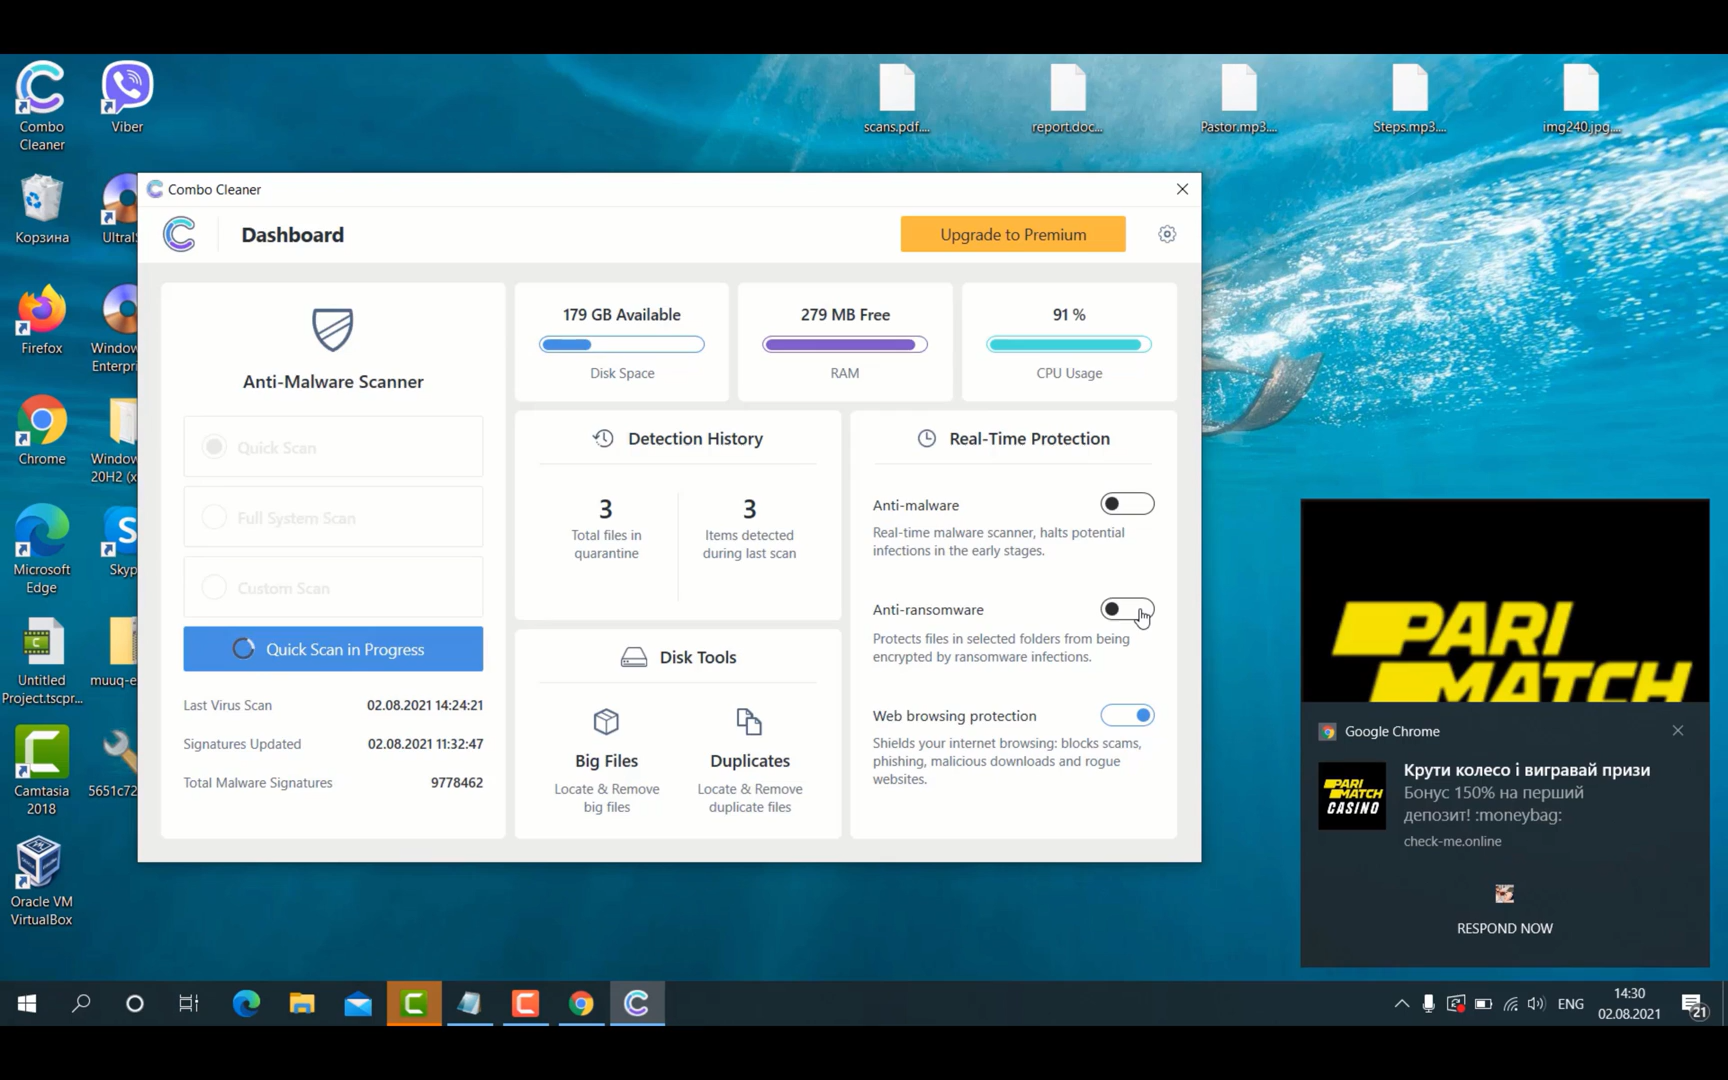 Combo
Cleaner
Viber
scans.pdf....
report.doc...
Pastor.mp3....
Steps.mp3....
img240.jpg....
Корзина
UltraI
Firefox
Window
Enterpri
Chrome
Window
20H2 (x
Microsoft
Edge
Skyp
Untitled
Project.tscpr...
muuq-e
Camtasia
2018
5651c72
Oracle VM
VirtualBox
Combo Cleaner
Dashboard
Upgrade to Premium
Anti-Malware Scanner
Quick Scan
Full System Scan
Custom Scan
Quick Scan in Progress
Last Virus Scan 02.08.2021 14:24:21
Signatures Updated 02.08.2021 11:32:47
Total Malware Signatures 9778462
179 GB Available
Disk Space
279 MB Free
RAM
91 %
CPU Usage
Detection History
3
Total files in
quarantine
3
Items detected
during last scan
Disk Tools
Big Files
Locate & Remove
big files
Duplicates
Locate & Remove
duplicate files
Real-Time Protection
Anti-malware
Real-time malware scanner, halts potential
infections in the early stages.
Anti-ransomware
Protects files in selected folders from being
encrypted by ransomware infections.
Web browsing protection
Shields your internet browsing: blocks scams,
phishing, malicious downloads and rogue
websites.
PARI
MATCH
Google Chrome
PARI
MATCH
CASINO
Крути колесо і вигравай призи
Бонус 150% на перший
депозит! :moneybag:
check-me.online
RESPOND NOW
ENG
14:30
02.08.2021
21